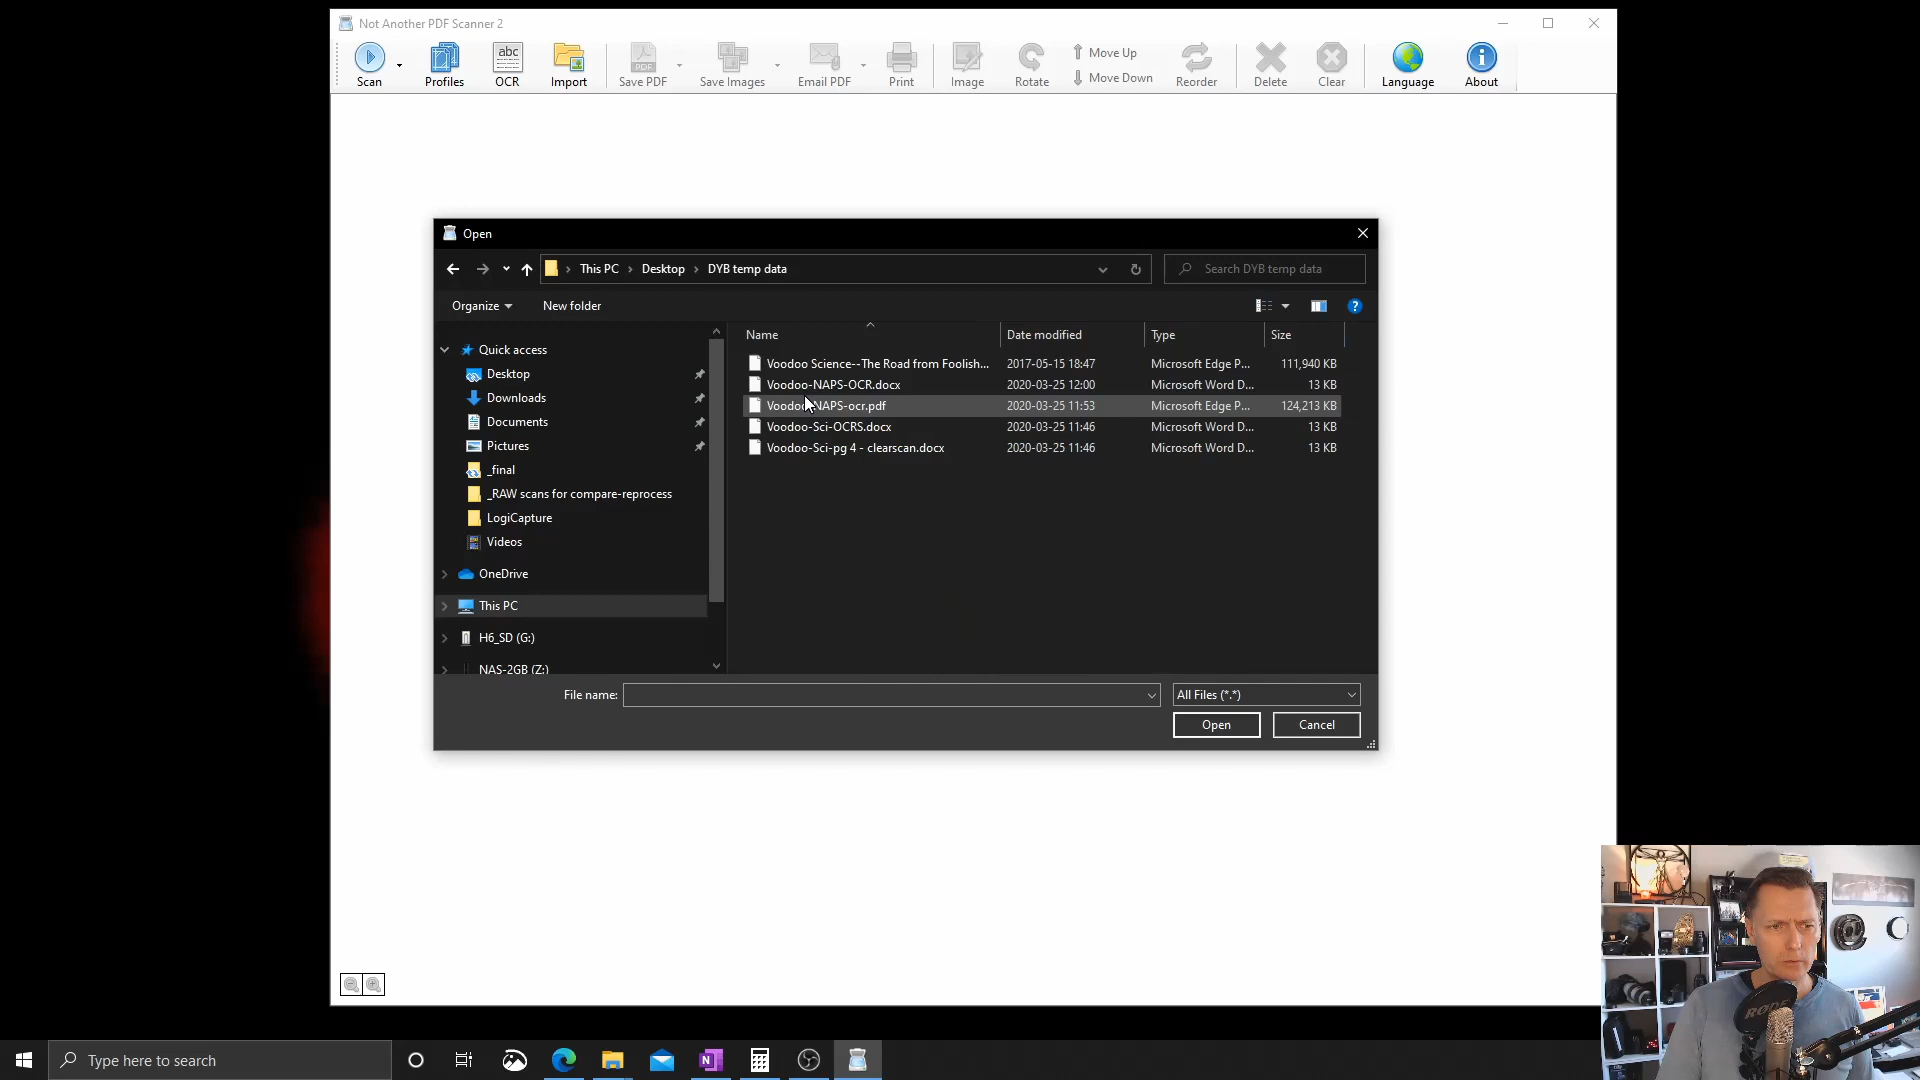 Not Another PDF Scanner 2
Scan
Profiles
abc
OCR
Import
PDF
Save PDF
Save Images
Email PDF
Print
Image
Rotate
Move Up
Move Down
Reorder
Delete
Clear
Language
About
Open
This PC
Desktop
DYB temp data
Search DYB temp data
Organize
New folder
Name
Date modified
Type
Size
Quick access
Desktop
Downloads
Documents
Pictures
_final
_RAW scans for compare-reprocess
LogiCapture
Videos
OneDrive
This PC
H6_SD (G:)
NAS-2GB (Z:)
Voodoo Science--The Road from Foolish... 2017-05-15 18:47 Microsoft Edge P... 111,940 KB
Voodoo-NAPS-OCR.docx 2020-03-25 12:00 Microsoft Word D... 13 KB
Voodoo-NAPS-ocr.pdf 2020-03-25 11:53 Microsoft Edge P... 124,213 KB
Voodoo-Sci-OCRS.docx 2020-03-25 11:46 Microsoft Word D... 13 KB
Voodoo-Sci-pg 4 - clearscan.docx 2020-03-25 11:46 Microsoft Word D... 13 KB
File name:
All Files (*.*)
Open
Cancel
Type here to search
N
RØDE